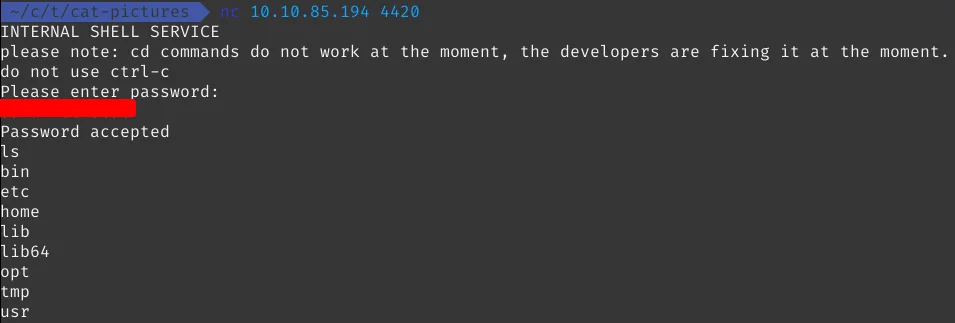 ~/c/t/cat-pictures nc 10.10.85.194 4420
INTERNAL SHELL SERVICE
please note: cd commands do not work at the moment, the developers are fixing it at the moment.
do not use ctrl-c
Please enter password:
Password accepted
ls
bin
etc
home
lib
lib64
opt
tmp
usr